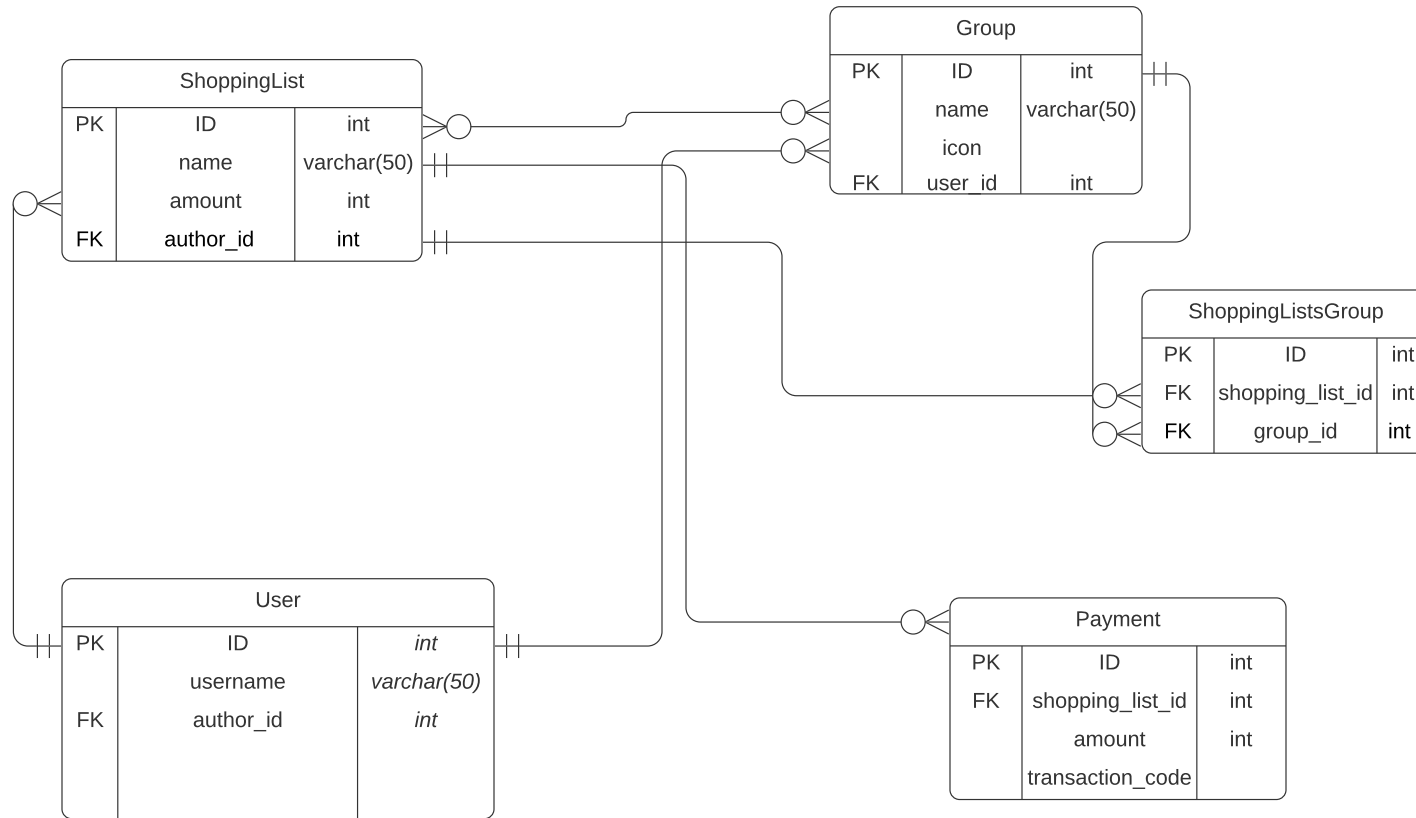 ShoppingList
PK ID int
name varchar(50)
amount int
FK author_id int
Group
PK ID int
name varchar(50)
icon
FK user_id int
ShoppingListsGroup
PK ID int
FK shopping_list_id int
FK group_id int
User
PK ID int
username varchar(50)
FK author_id int
Payment
PK ID int
FK shopping_list_id int
amount int
transaction_code